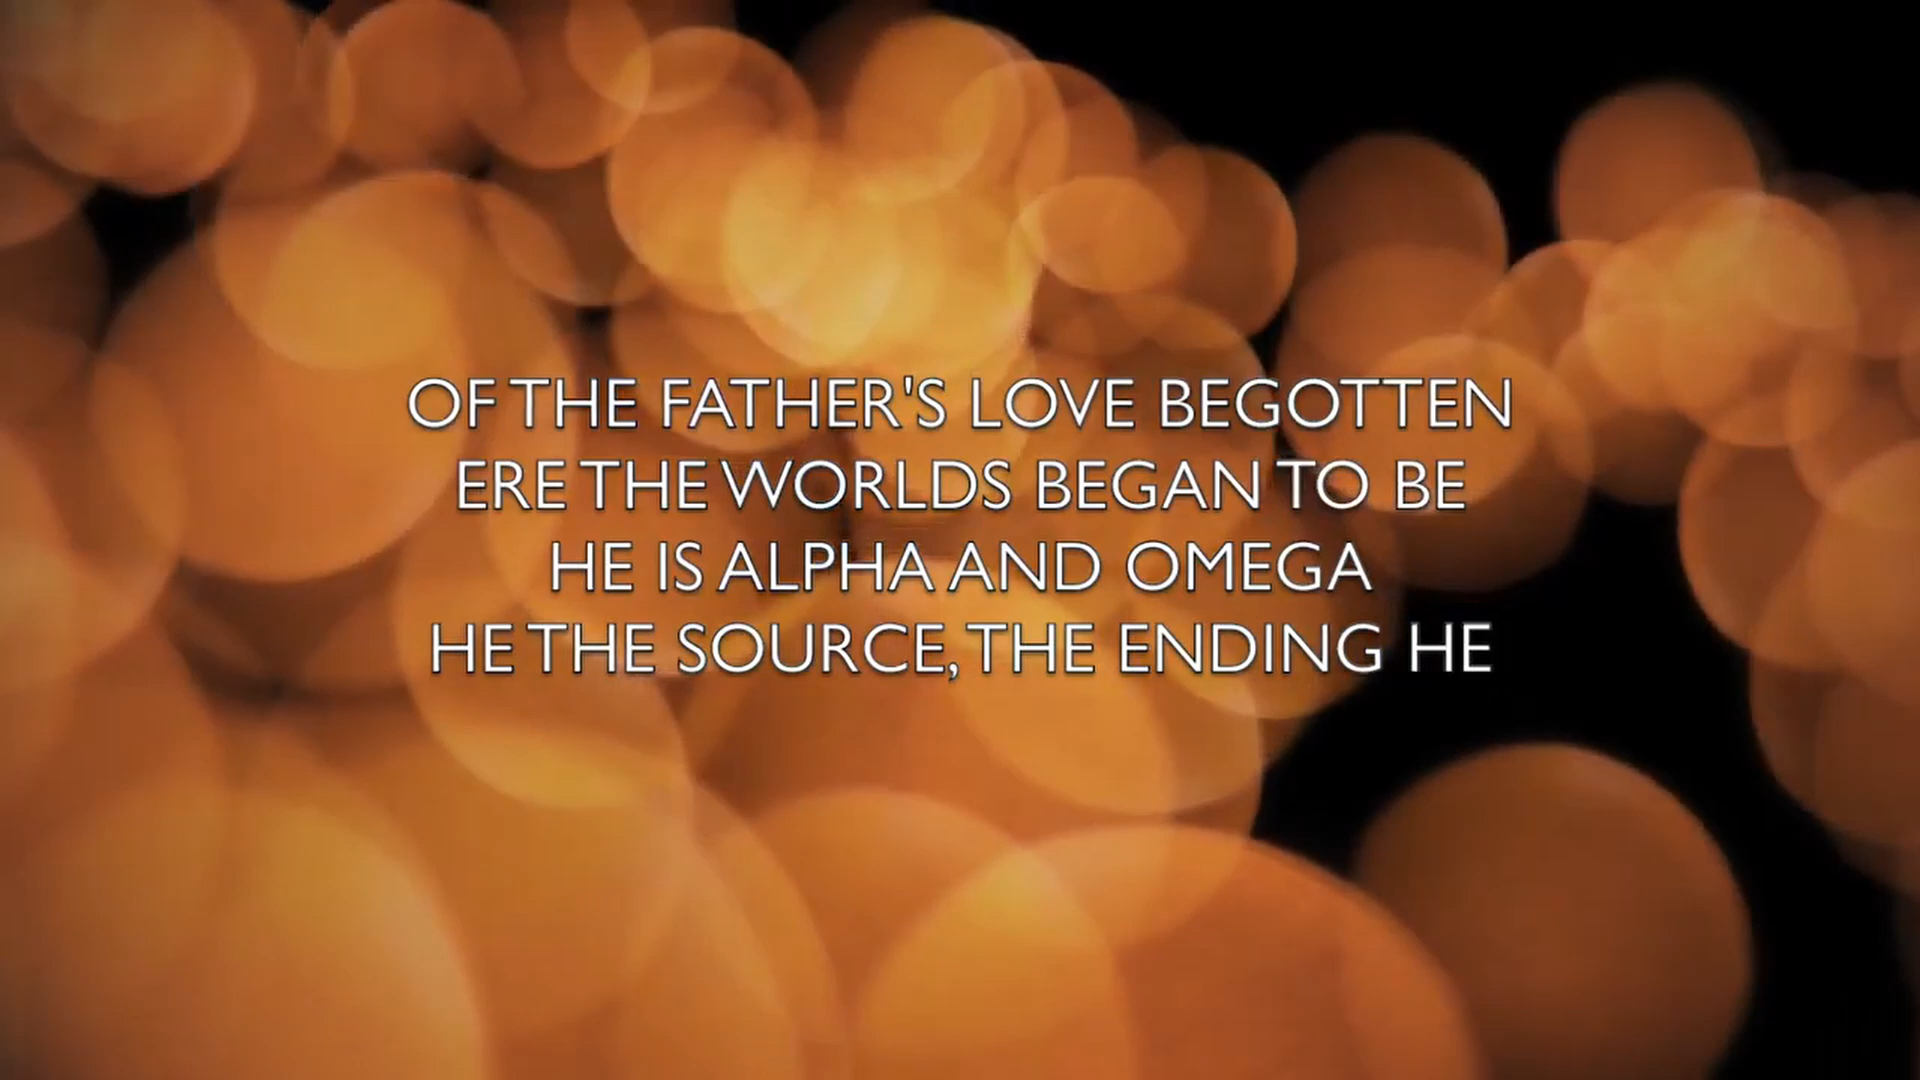 OF THE FATHER'S LOVE BEGOTTEN
ERE THE WORLDS BEGAN TO BE
HE IS ALPHA AND OMEGA
HE THE SOURCE, THE ENDING HE